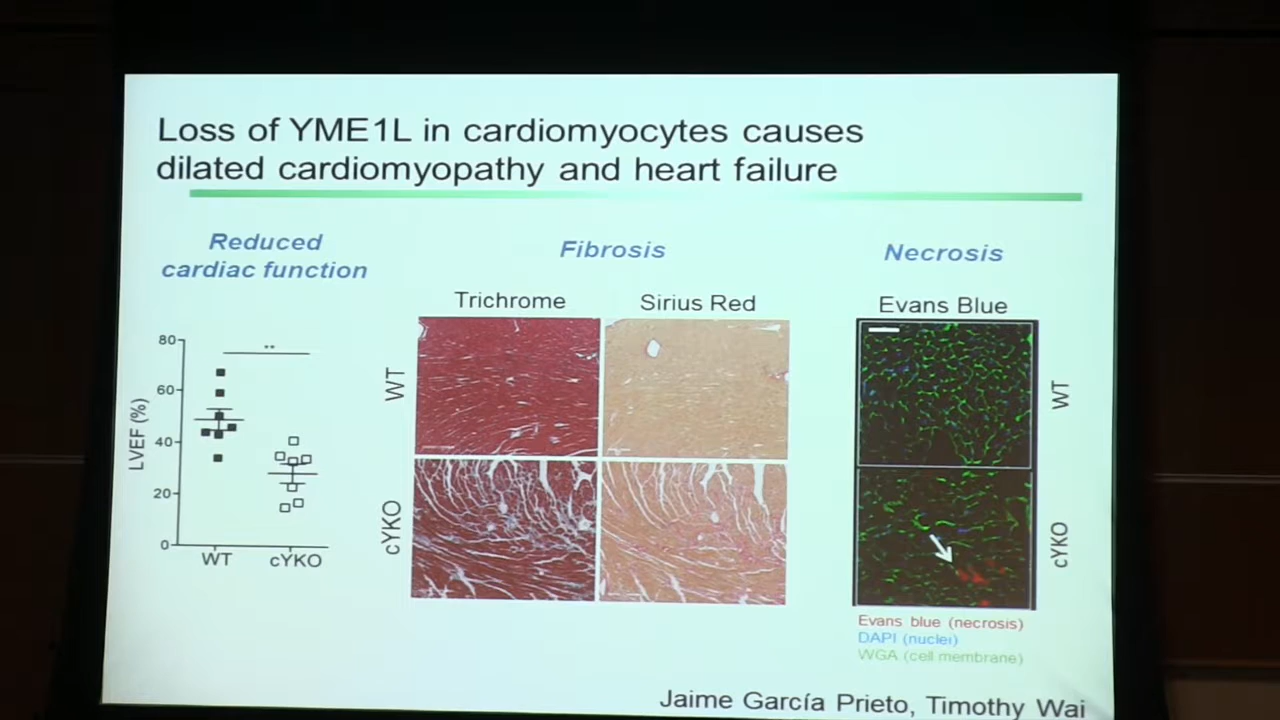 Loss of YME1L in cardiomyocytes causes
dilated cardiomyopathy and heart failure
Reduced
cardiac function
Fibrosis
Necrosis
Trichrome
Sirius Red
Evans Blue
80
60
40
20
0
LVEF (%)
**
WT
cYKO
WT
cYKO
WT
cYKO
Evans blue (necrosis)
DAPI (nuclei)
WGA (cell membrane)
Jaime García Prieto, Timothy Wai